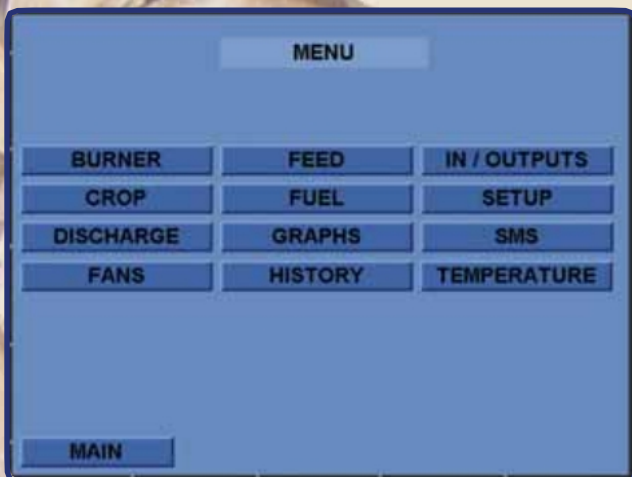 MENU
BURNER FEED IN / OUTPUTS
CROP FUEL SETUP
DISCHARGE GRAPHS SMS
FANS HISTORY TEMPERATURE
MAIN